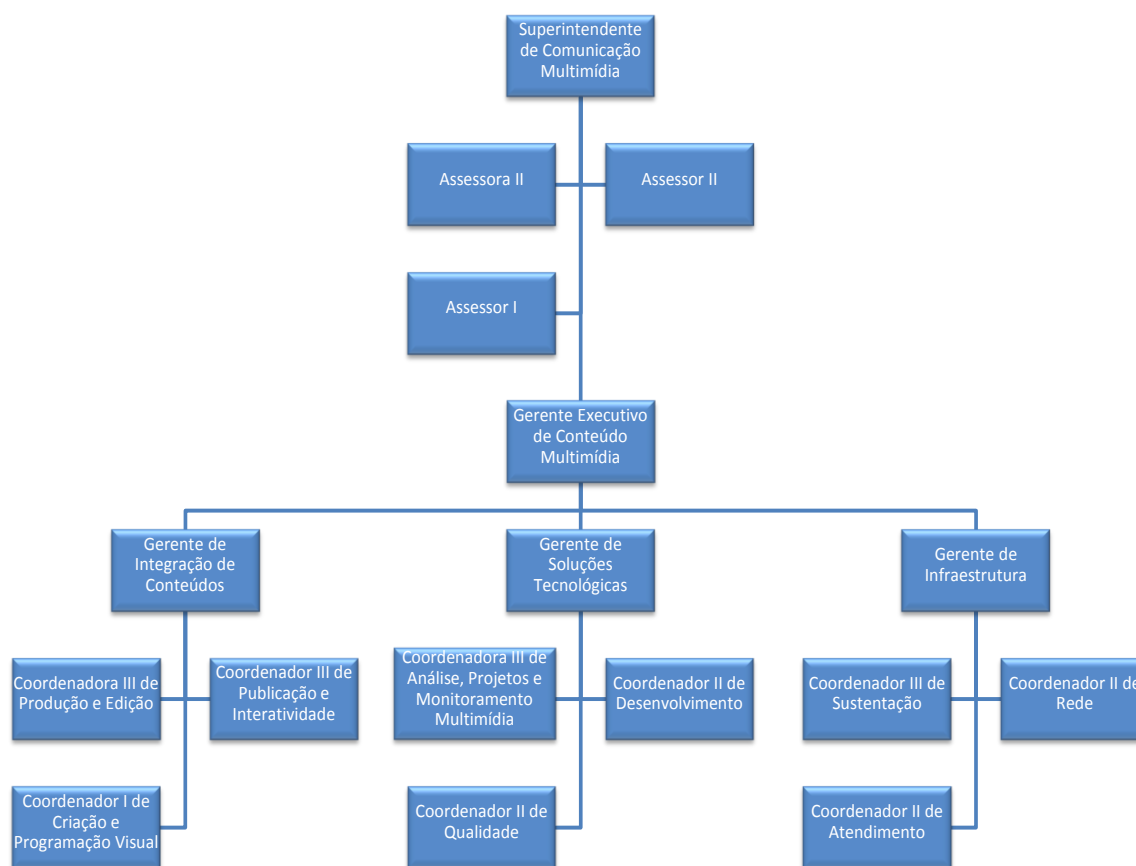 Superintendente
de Comunicação
Multimídia
Assessora II
Assessor II
Assessor I
Gerente Executivo
de Conteúdo
Multimídia
Gerente de
Integração de
Conteúdos
Gerente de
Soluções
Tecnológicas
Gerente de
Infraestrutura
Coordenadora III de
Produção e Edição
Coordenador III de
Publicação e
Interatividade
Coordenadora III de
Análise, Projetos e
Monitoramento
Multimídia
Coordenador II de
Desenvolvimento
Coordenador III de
Sustentação
Coordenador II de
Rede
Coordenador I de
Criação e
Programação Visual
Coordenador II de
Qualidade
Coordenador II de
Atendimento